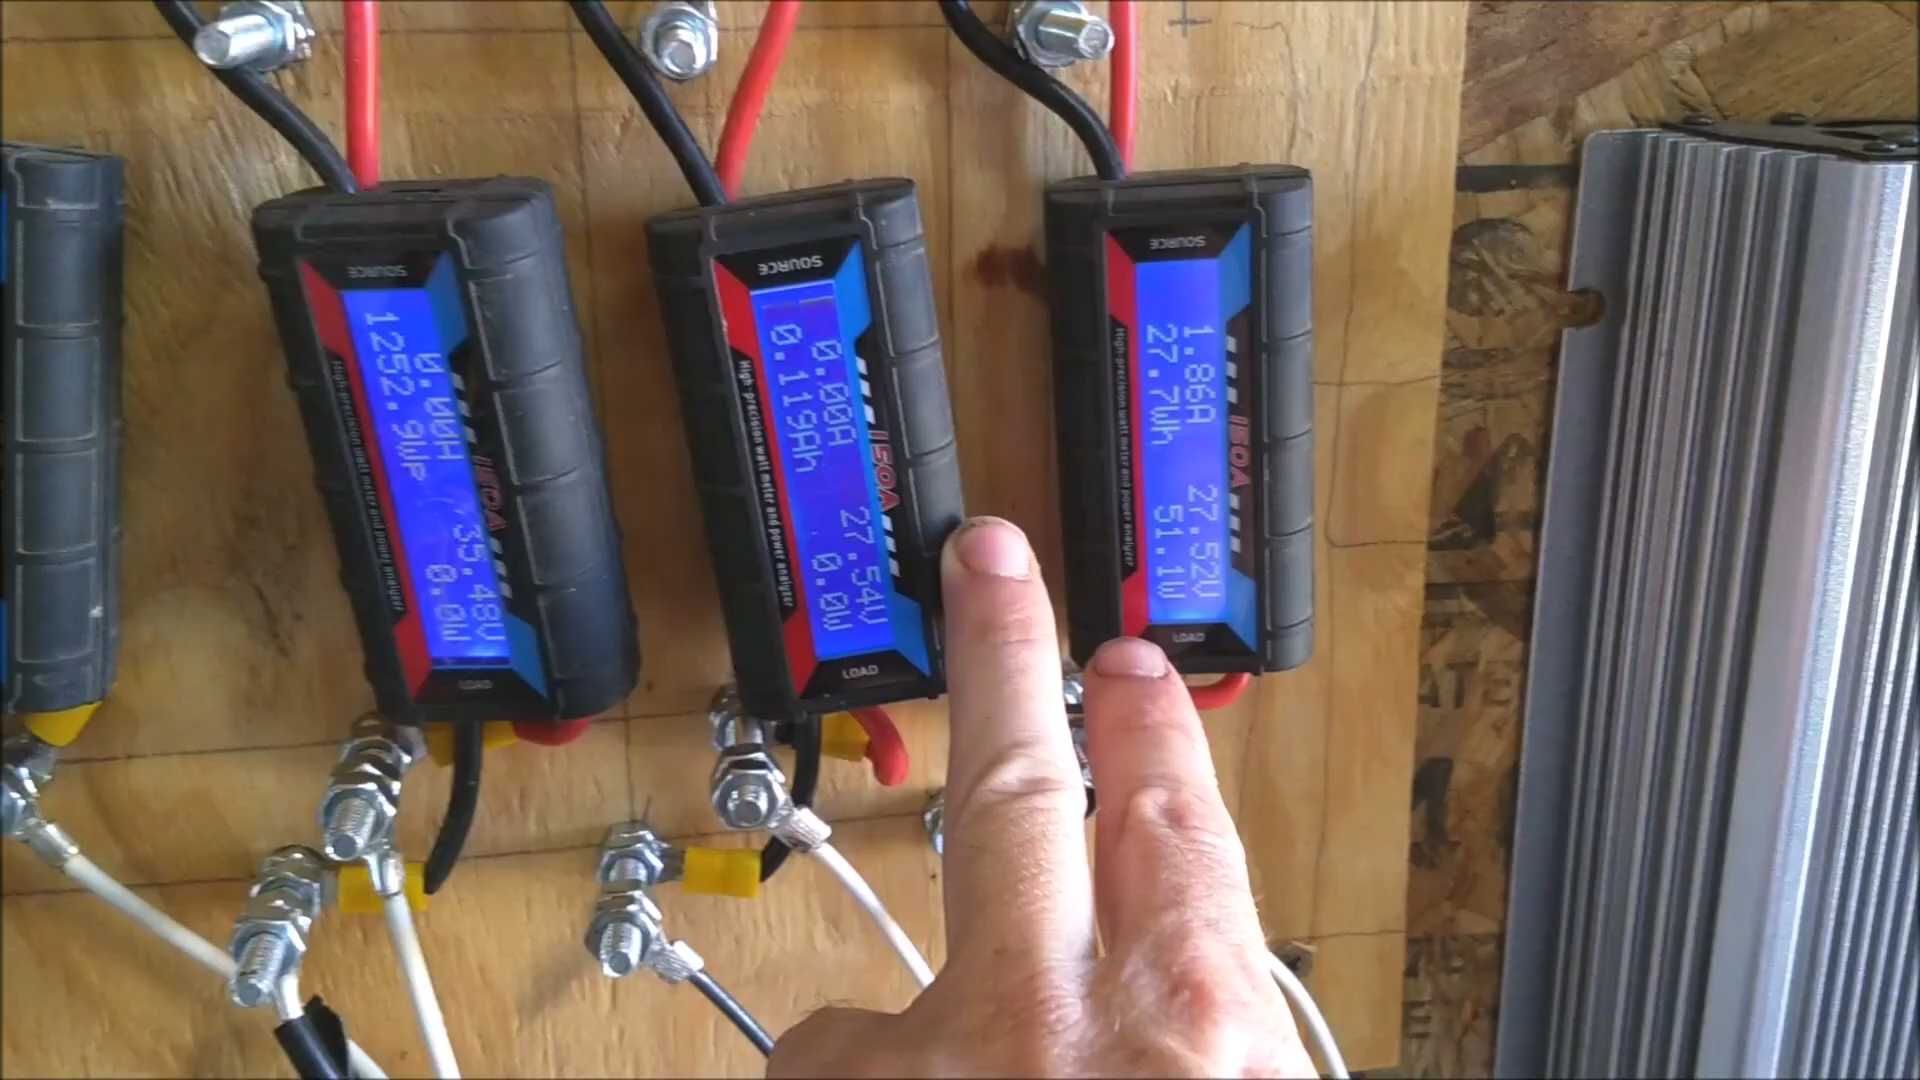 SOURCE
0.00A 35.48V
1252.9WP 0.0W
High-precision watt meter and power analyzer
150A
LOAD
SOURCE
0.00A 27.54V
0.119Ah 0.0W
High-precision watt meter and power analyzer
150A
LOAD
SOURCE
1.86A 27.52V
27.7Wh 51.1W
High-precision watt meter and power analyzer
150A
LOAD